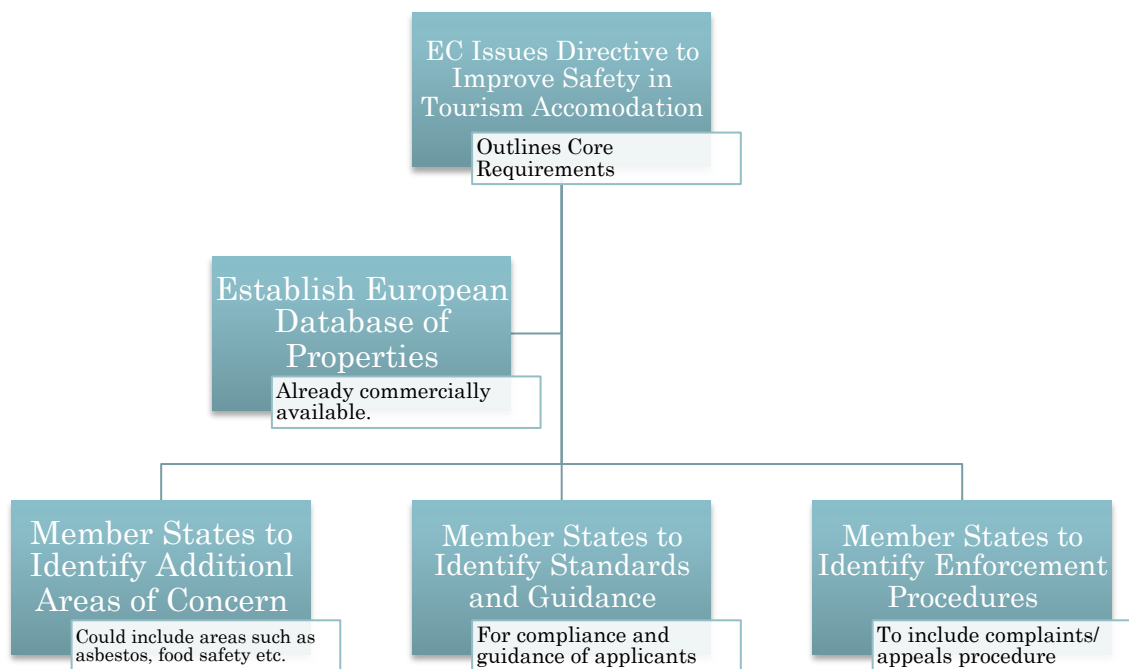 EC Issues Directive to
Improve Safety in
Tourism Accomodation
Outlines Core
Requirements
Establish European
Database of
Properties
Already commercially
available.
Member States to
Identify Additionl
Areas of Concern
Could include areas such as
asbestos, food safety etc.
Member States to
Identify Standards
and Guidance
For compliance and
guidance of applicants
Member States to
Identify Enforcement
Procedures
To include complaints/
appeals procedure